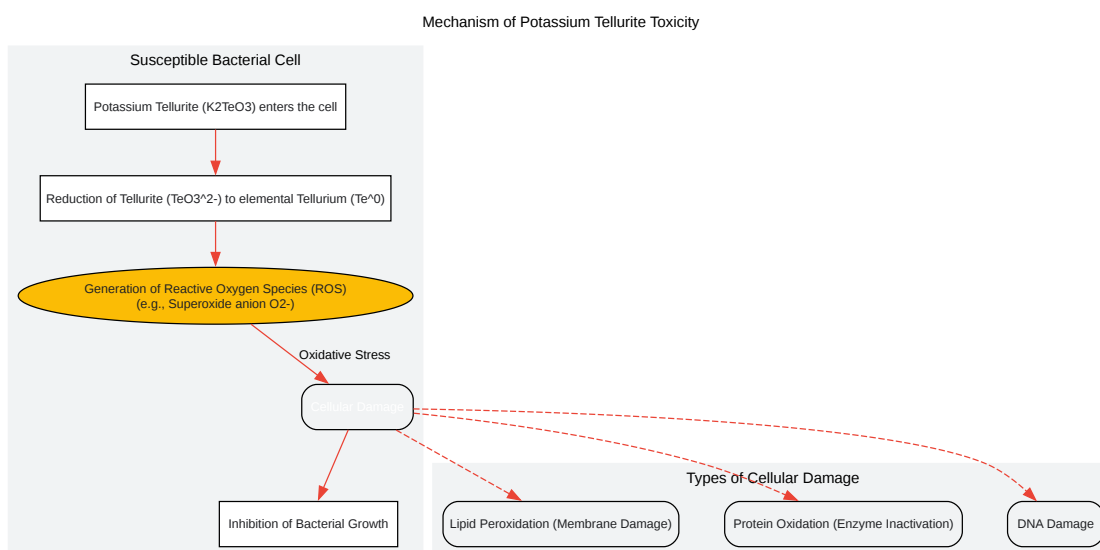 Mechanism of Potassium Tellurite Toxicity
Susceptible Bacterial Cell
Potassium Tellurite (K2TeO3) enters the cell
Reduction of Tellurite (TeO3^2-) to elemental Tellurium (Te^0)
Generation of Reactive Oxygen Species (ROS)
(e.g., Superoxide anion O2-)
Oxidative Stress
Cellular Damage
Types of Cellular Damage
Inhibition of Bacterial Growth
Lipid Peroxidation (Membrane Damage)
Protein Oxidation (Enzyme Inactivation)
DNA Damage